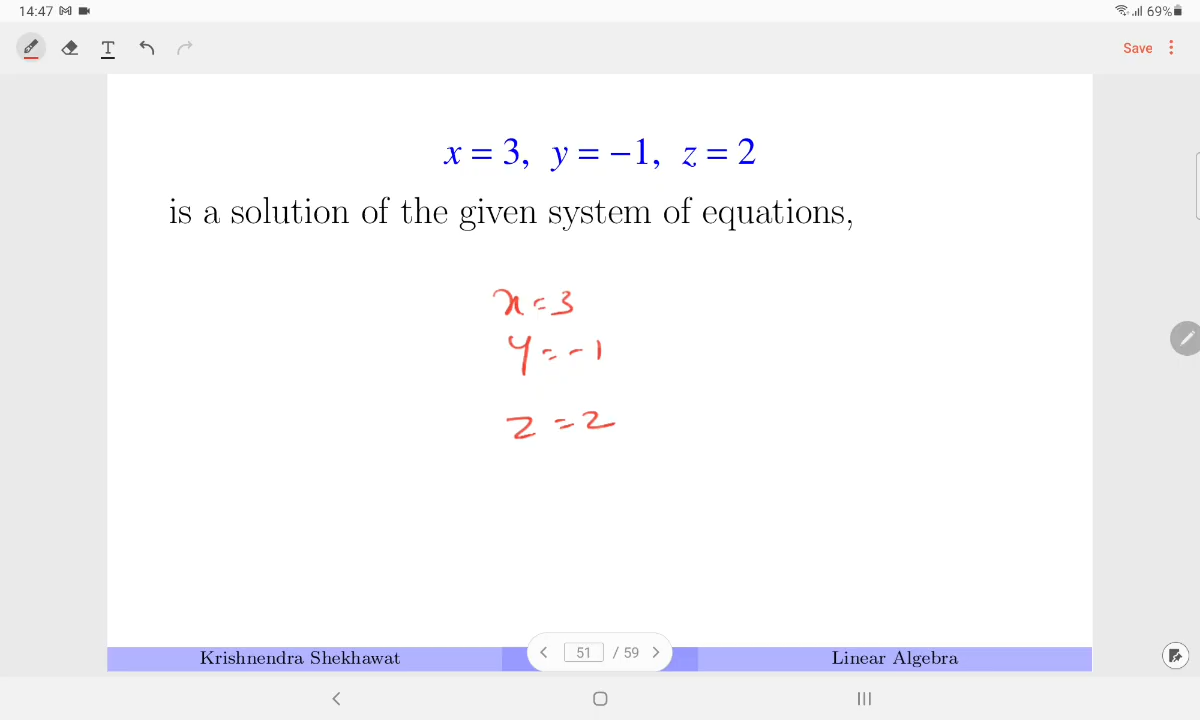 14:47 69%
T Save
x = 3, y = −1, z = 2
is a solution of the given system of equations,
x = 3
y = -1
z = 2
Krishnendra Shekhawat 51 / 59 Linear Algebra